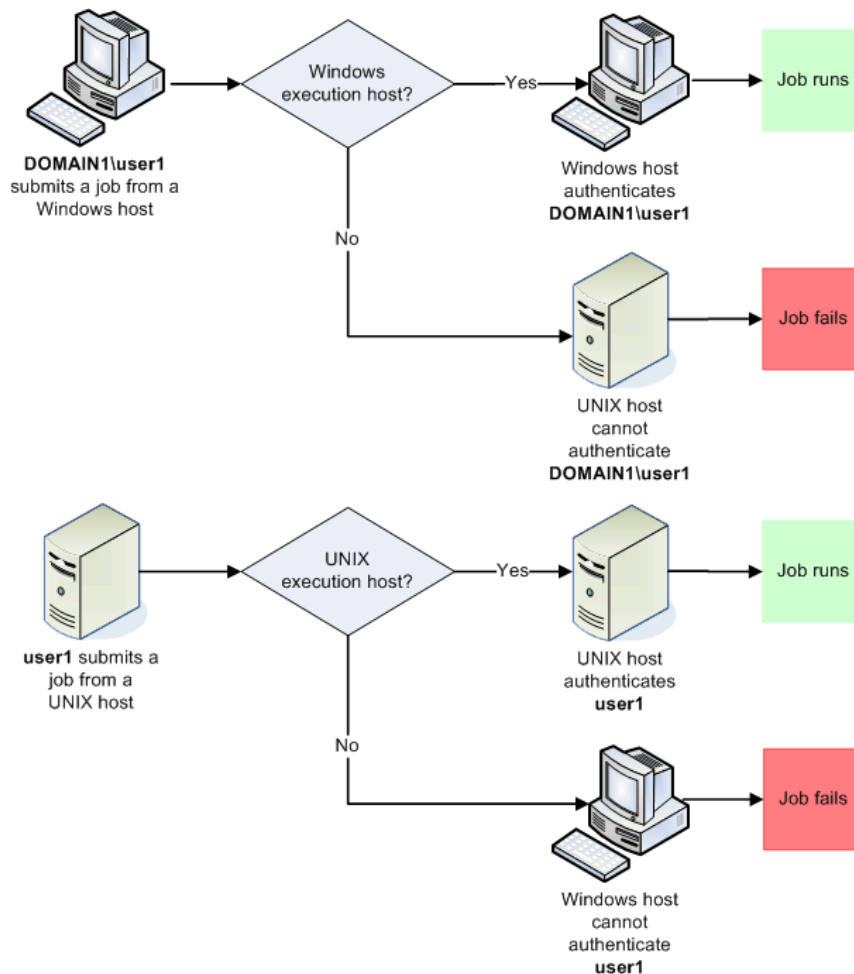 DOMAIN1\user1
submits a job from a
Windows host
Windows
execution host?
Yes
Windows host
authenticates
DOMAIN1\user1
Job runs
No
UNIX host
cannot
authenticate
DOMAIN1\user1
Job fails
user1 submits a
job from a
UNIX host
UNIX
execution host?
Yes
UNIX host
authenticates
user1
Job runs
No
Windows host
cannot
authenticate
user1
Job fails